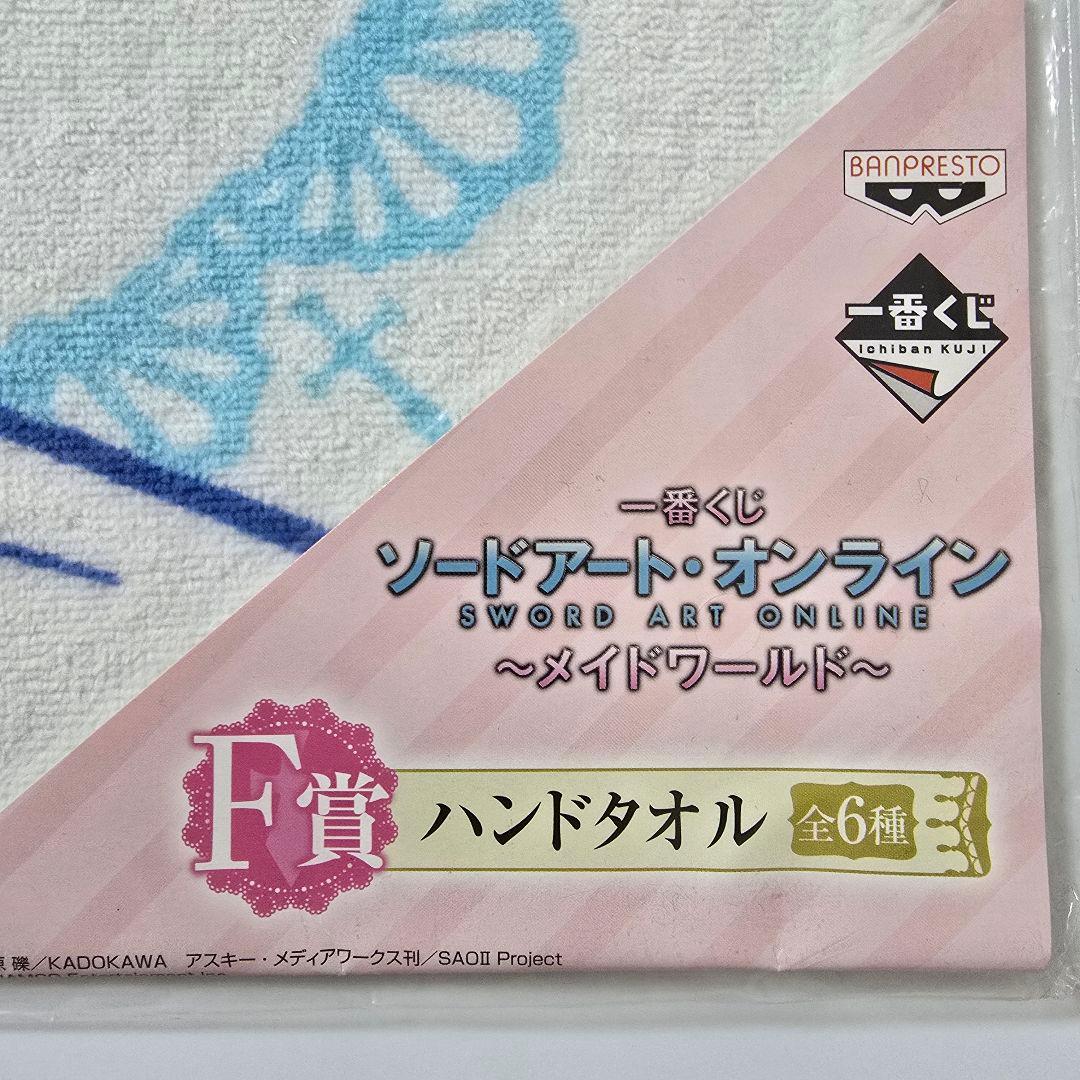 BANPRESTO
一番くじ
Ichiban KUJI
一番くじ
ソードアート・オンライン
SWORD ART ONLINE
～メイドワールド～
F賞 ハンドタオル 全6種
礫／KADOKAWA アスキー・メディアワークス刊／SAOII Project